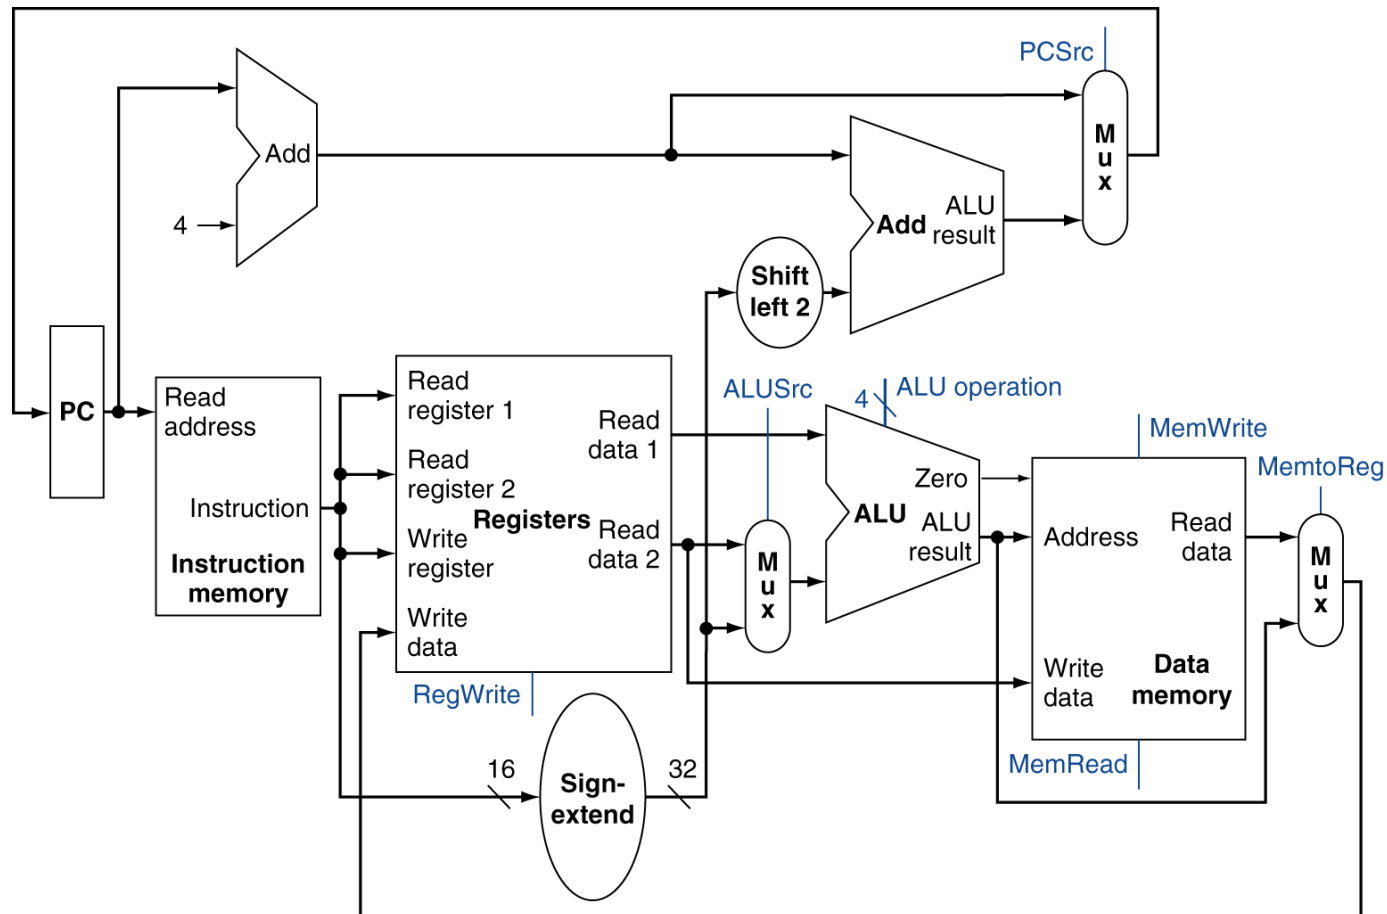 PCSrc
M
u
x
Add
4
Add
ALU
result
Shift
left 2
PC
Read
address
Instruction
Instruction
memory
Read
register 1
Read
register 2
Write
register
Write
data
Registers
Read
data 1
Read
data 2
RegWrite
16
Sign-
extend
32
ALUSrc
M
u
x
4
ALU operation
Zero
ALU
ALU
result
MemWrite
Address
Read
data
Write
data
Data
memory
MemRead
MemtoReg
M
u
x